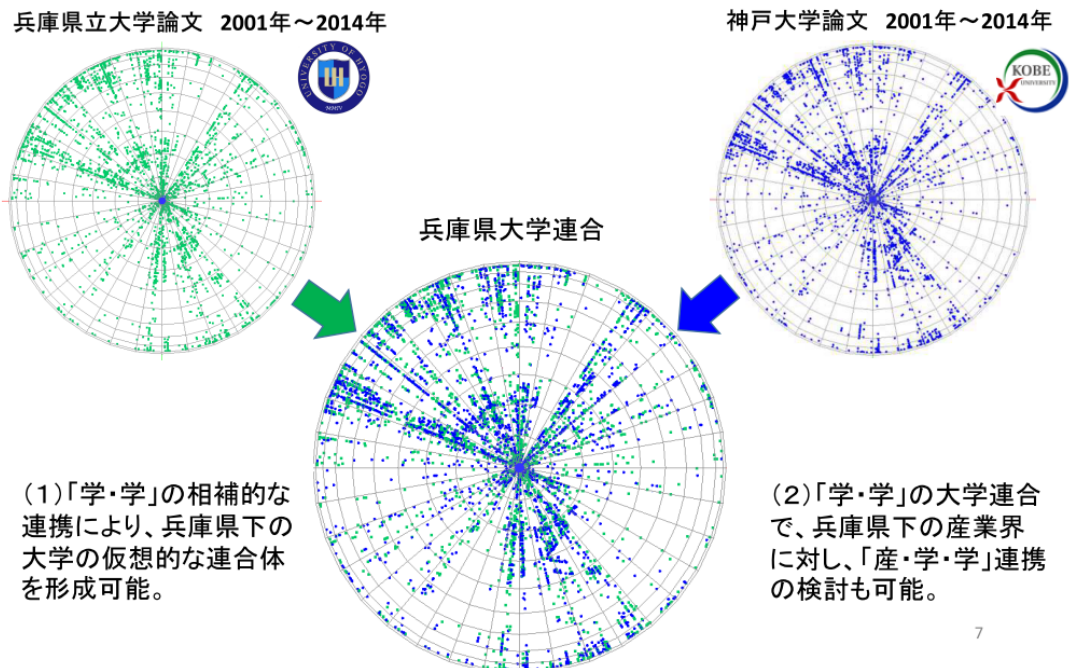 兵庫県立大学論文 2001年～2014年
神戸大学論文 2001年～2014年
UNIVERSITY OF HYOGO
MMIV
KOBE
UNIVERSITY
兵庫県大学連合
（１）「学・学」の相補的な
連携により、兵庫県下の
大学の仮想的な連合体
を形成可能。
（２）「学・学」の大学連合
で、兵庫県下の産業界
に対し、「産・学・学」連携
の検討も可能。
7